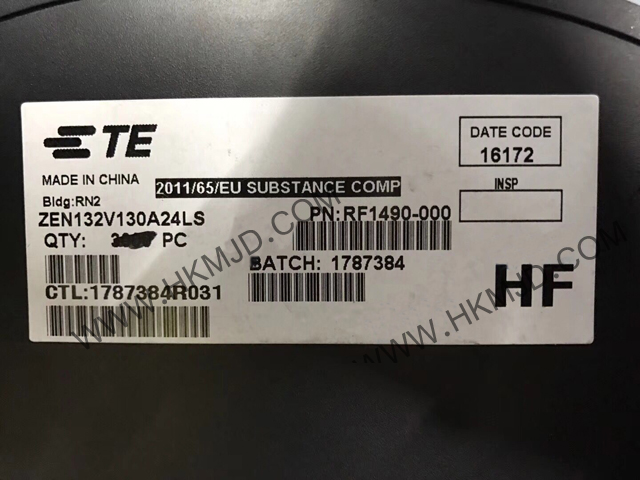 TE
DATE CODE
16172
MADE IN CHINA
2011/65/EU SUBSTANCE COMP
INSP
Bldg:RN2
ZEN132V130A24LS
PN:RF1490-000
QTY: PC
BATCH: 1787384
HF
CTL:1787384R031
WWW.HKMJD.COM
WWW.HKMJD.COM